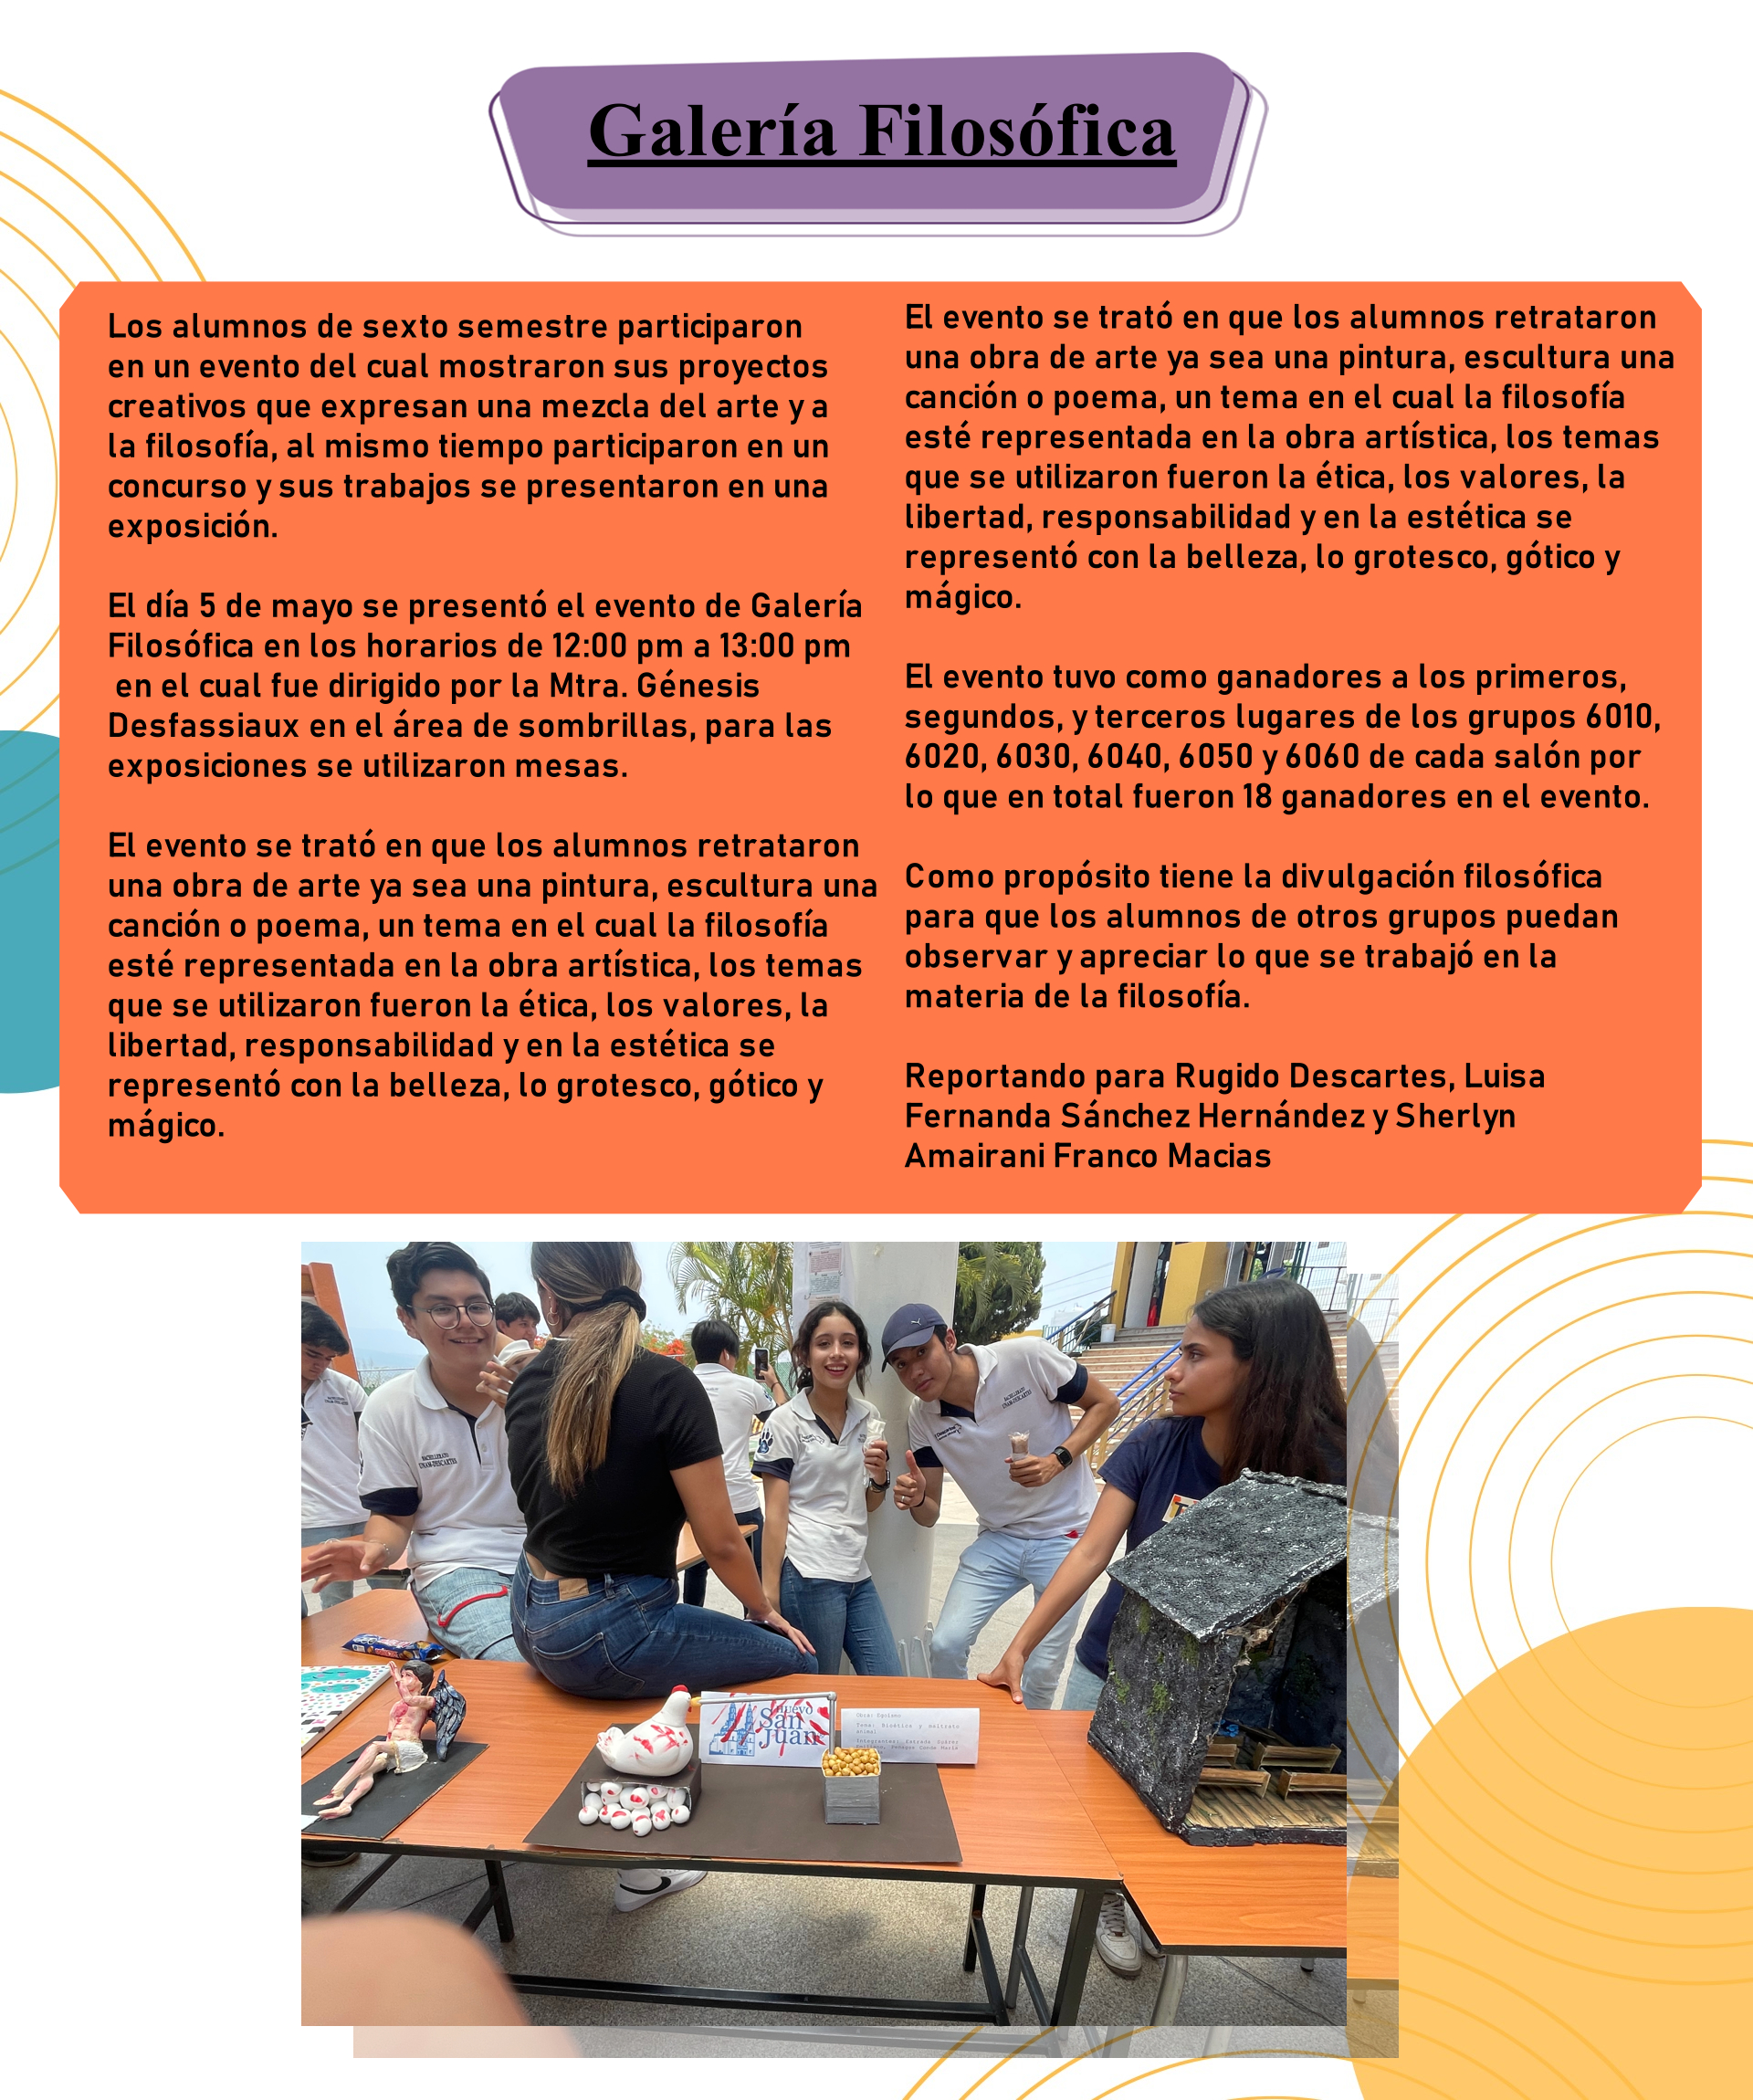 Galería Filosófica
Los alumnos de sexto semestre participaron
en un evento del cual mostraron sus proyectos
creativos que expresan una mezcla del arte y a
la filosofía, al mismo tiempo participaron en un
concurso y sus trabajos se presentaron en una
exposición.
El día 5 de mayo se presentó el evento de Galería
Filosófica en los horarios de 12:00 pm a 13:00 pm
en el cual fue dirigido por la Mtra. Génesis
Desfassiaux en el área de sombrillas, para las
exposiciones se utilizaron mesas.
El evento se trató en que los alumnos retrataron
una obra de arte ya sea una pintura, escultura una
canción o poema, un tema en el cual la filosofía
esté representada en la obra artística, los temas
que se utilizaron fueron la ética, los valores, la
libertad, responsabilidad y en la estética se
representó con la belleza, lo grotesco, gótico y
mágico.
El evento se trató en que los alumnos retrataron
una obra de arte ya sea una pintura, escultura una
canción o poema, un tema en el cual la filosofía
esté representada en la obra artística, los temas
que se utilizaron fueron la ética, los valores, la
libertad, responsabilidad y en la estética se
representó con la belleza, lo grotesco, gótico y
mágico.
El evento tuvo como ganadores a los primeros,
segundos, y terceros lugares de los grupos 6010,
6020, 6030, 6040, 6050 y 6060 de cada salón por
lo que en total fueron 18 ganadores en el evento.
Como propósito tiene la divulgación filosófica
para que los alumnos de otros grupos puedan
observar y apreciar lo que se trabajó en la
materia de la filosofía.
Reportando para Rugido Descartes, Luisa
Fernanda Sánchez Hernández y Sherlyn
Amairani Franco Macias
BACHILLERATO
UNAM-DESCARTES
nuevo
San
Juan
Obra: Egoísmo
Tema: Bioética y maltrato
animal